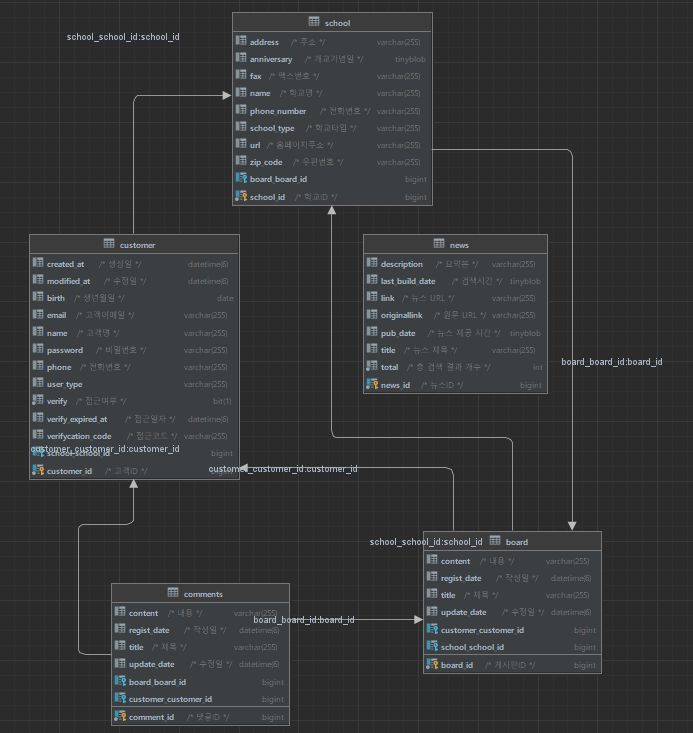 school_school_id:school_id
school
address /* 주소 */ varchar(255)
anniversary /* 개교기념일 */ tinyblob
fax /* 팩스번호 */ varchar(255)
name /* 학교명 */ varchar(255)
phone_number /* 전화번호 */ varchar(255)
school_type /* 학교타입 */ varchar(255)
url /* 홈페이지주소 */ varchar(255)
zip_code /* 우편번호 */ varchar(255)
board_board_id bigint
school_id /* 학교ID */ bigint
customer
created_at /* 생성일 */ datetime(6)
modified_at /* 수정일 */ datetime(6)
birth /* 생년월일 */ date
email /* 고객이메일 */ varchar(255)
name /* 고객명 */ varchar(255)
password /* 비밀번호 */ varchar(255)
phone /* 전화번호 */ varchar(255)
user_type varchar(255)
verify /* 접근여부 */ bit(1)
verify_expired_at /* 접근일자 */ datetime(6)
verifycation_code /* 접근코드 */ varchar(255)
customer_customer_id:customer_id
school_school_id bigint
customer_id /* 고객ID */ bigint
news
description /* 요약본 */ varchar(255)
last_build_date /* 검색시간 */ tinyblob
link /* 뉴스 URL */ varchar(255)
originallink /* 원문 URL */ varchar(255)
pub_date /* 뉴스 제공 시간 */ tinyblob
title /* 뉴스 제목 */ varchar(255)
total /* 총 검색 결과 개수 */ int
news_id /* 뉴스ID */ bigint
board_board_id:board_id
customer_customer_id:customer_id
school_school_id:school_id
board
content /* 내용 */ varchar(255)
regist_date /* 작성일 */ datetime(6)
title /* 제목 */ varchar(255)
update_date /* 수정일 */ datetime(6)
customer_customer_id bigint
school_school_id bigint
board_id /* 게시판ID */ bigint
comments
content /* 내용 */ varchar(255)
board_board_id:board_id
regist_date /* 작성일 */ datetime(6)
title /* 제목 */ varchar(255)
update_date /* 수정일 */ datetime(6)
board_board_id bigint
customer_customer_id bigint
comment_id /* 댓글ID */ bigint